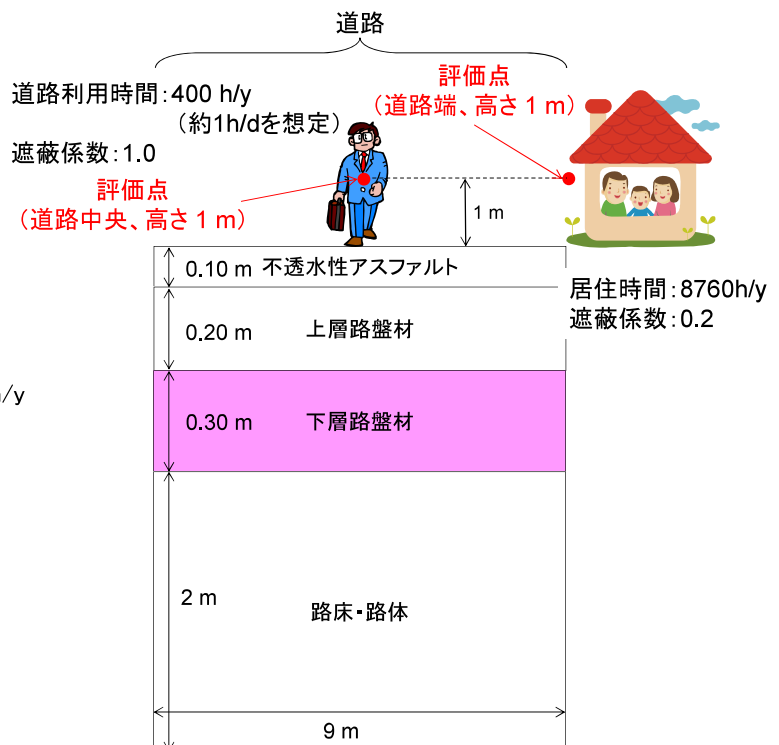 道路
道路利用時間:400 h/y
(約1h/dを想定)
遮蔽係数:1.0
評価点
(道路中央、高さ 1 m)
評価点
(道路端、高さ 1 m)
1 m
0.10 m 不透水性アスファルト
居住時間:8760h/y
遮蔽係数:0.2
0.20 m 上層路盤材
/y
0.30 m 下層路盤材
2 m
路床・路体
9 m